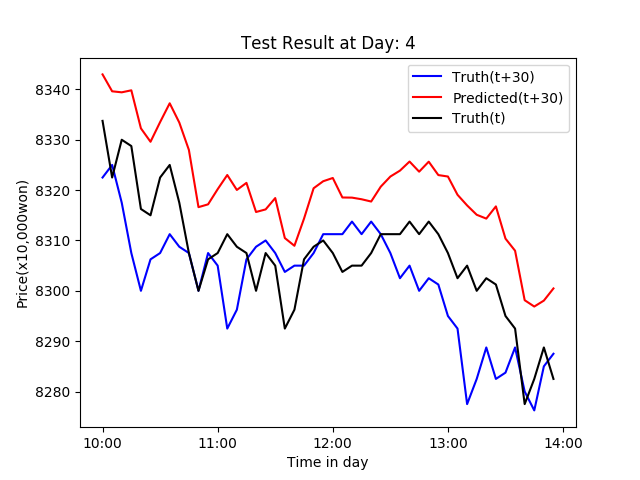 Test Result at Day: 4
Truth(t+30)
Predicted(t+30)
Truth(t)
8340
8330
8320
8310
8300
8290
8280
Price(x10,000won)
10:00 11:00 12:00 13:00 14:00
Time in day